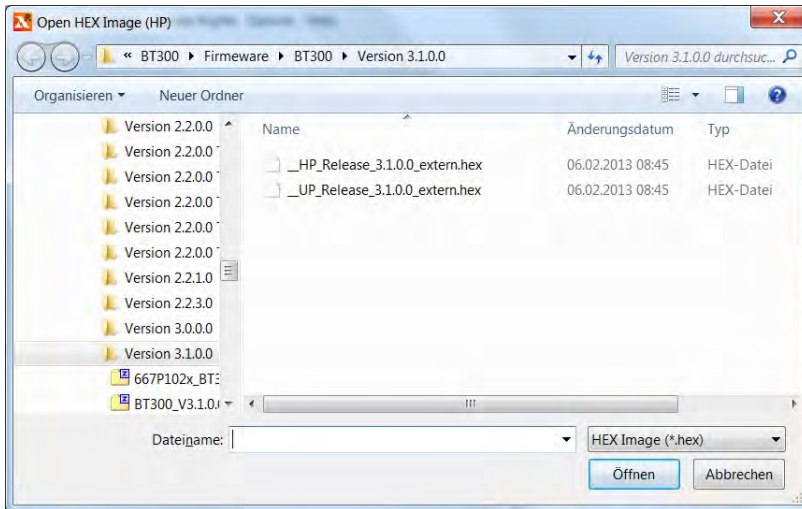 Open HEX Image (HP)
« BT300 Firmeware BT300 Version 3.1.0.0
Version 3.1.0.0 durchsuc...
Organisieren Neuer Ordner
Name Änderungsdatum Typ
Version 2.2.0.0
Version 2.2.0.0
Version 2.2.0.0
Version 2.2.0.0
Version 2.2.0.0
Version 2.2.0.0
Version 2.2.1.0
Version 2.2.3.0
Version 3.0.0.0
Version 3.1.0.0
667P102x_BT3
BT300_V3.1.0.
__HP_Release_3.1.0.0_extern.hex 06.02.2013 08:45 HEX-Datei
__UP_Release_3.1.0.0_extern.hex 06.02.2013 08:45 HEX-Datei
Dateiname: HEX Image (*.hex)
Öffnen Abbrechen